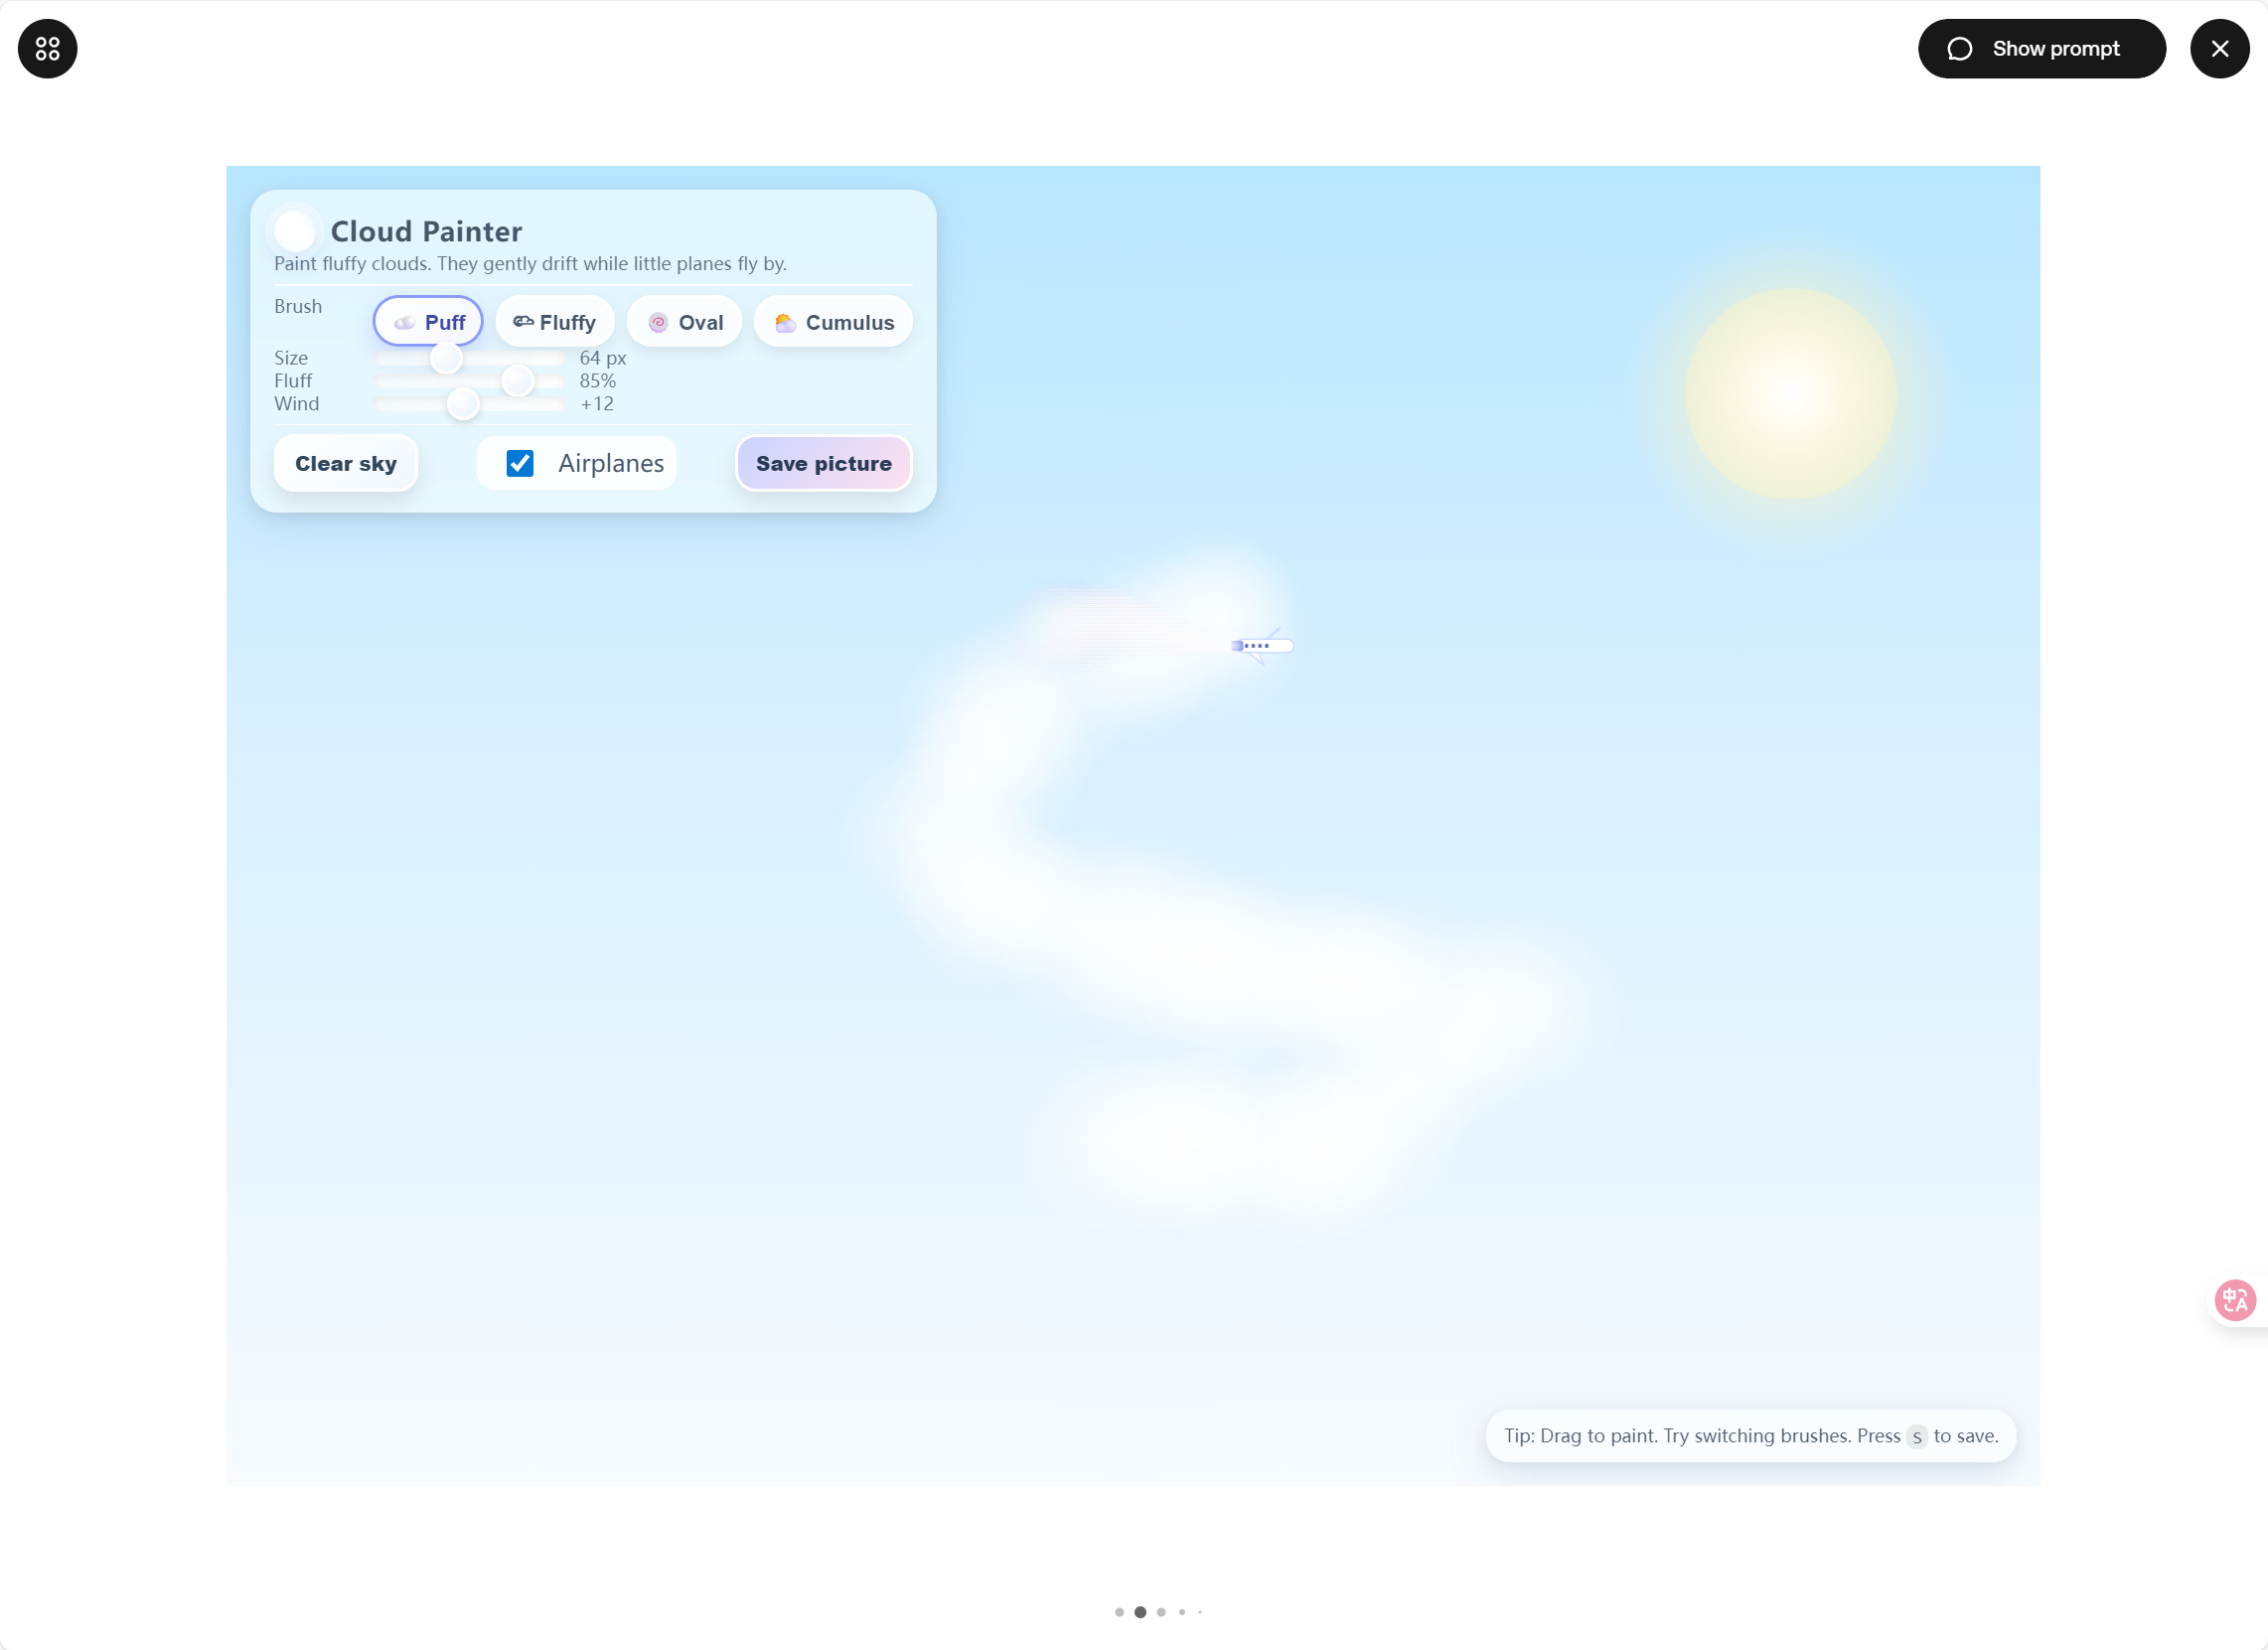 Show prompt
Cloud Painter
Paint fluffy clouds. They gently drift while little planes fly by.
Brush Puff Fluffy Oval Cumulus
Size 64 px
Fluff 85%
Wind +12
Clear sky Airplanes Save picture
中A
Tip: Drag to paint. Try switching brushes. Press S to save.